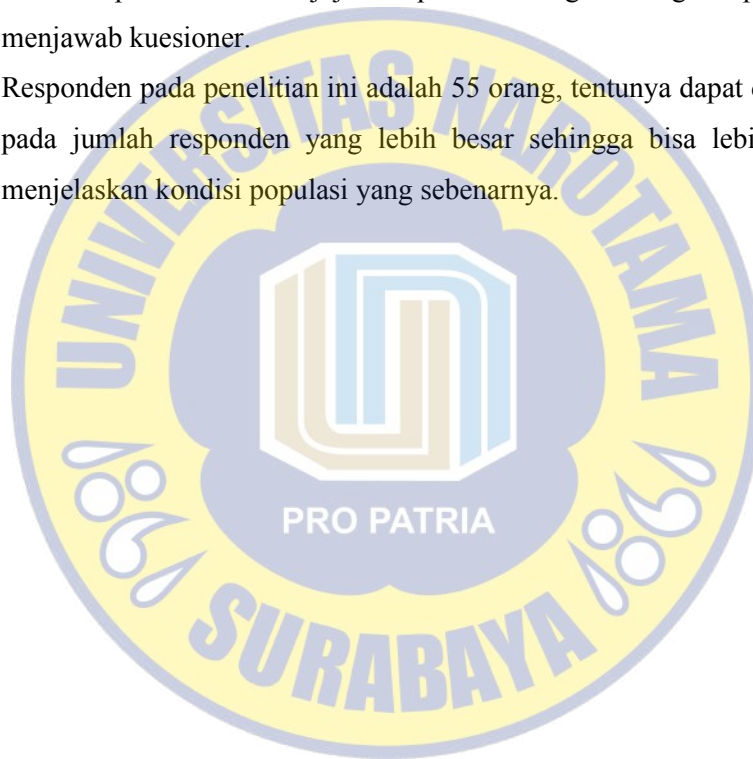 menjawab kuesioner.
Responden pada penelitian ini adalah 55 orang, tentunya dapat
pada jumlah responden yang lebih besar sehingga bisa
menjelaskan kondisi populasi yang sebenarnya.
UNIVERSITAS NAROTAMA
PRO PATRIA
SURABAYA